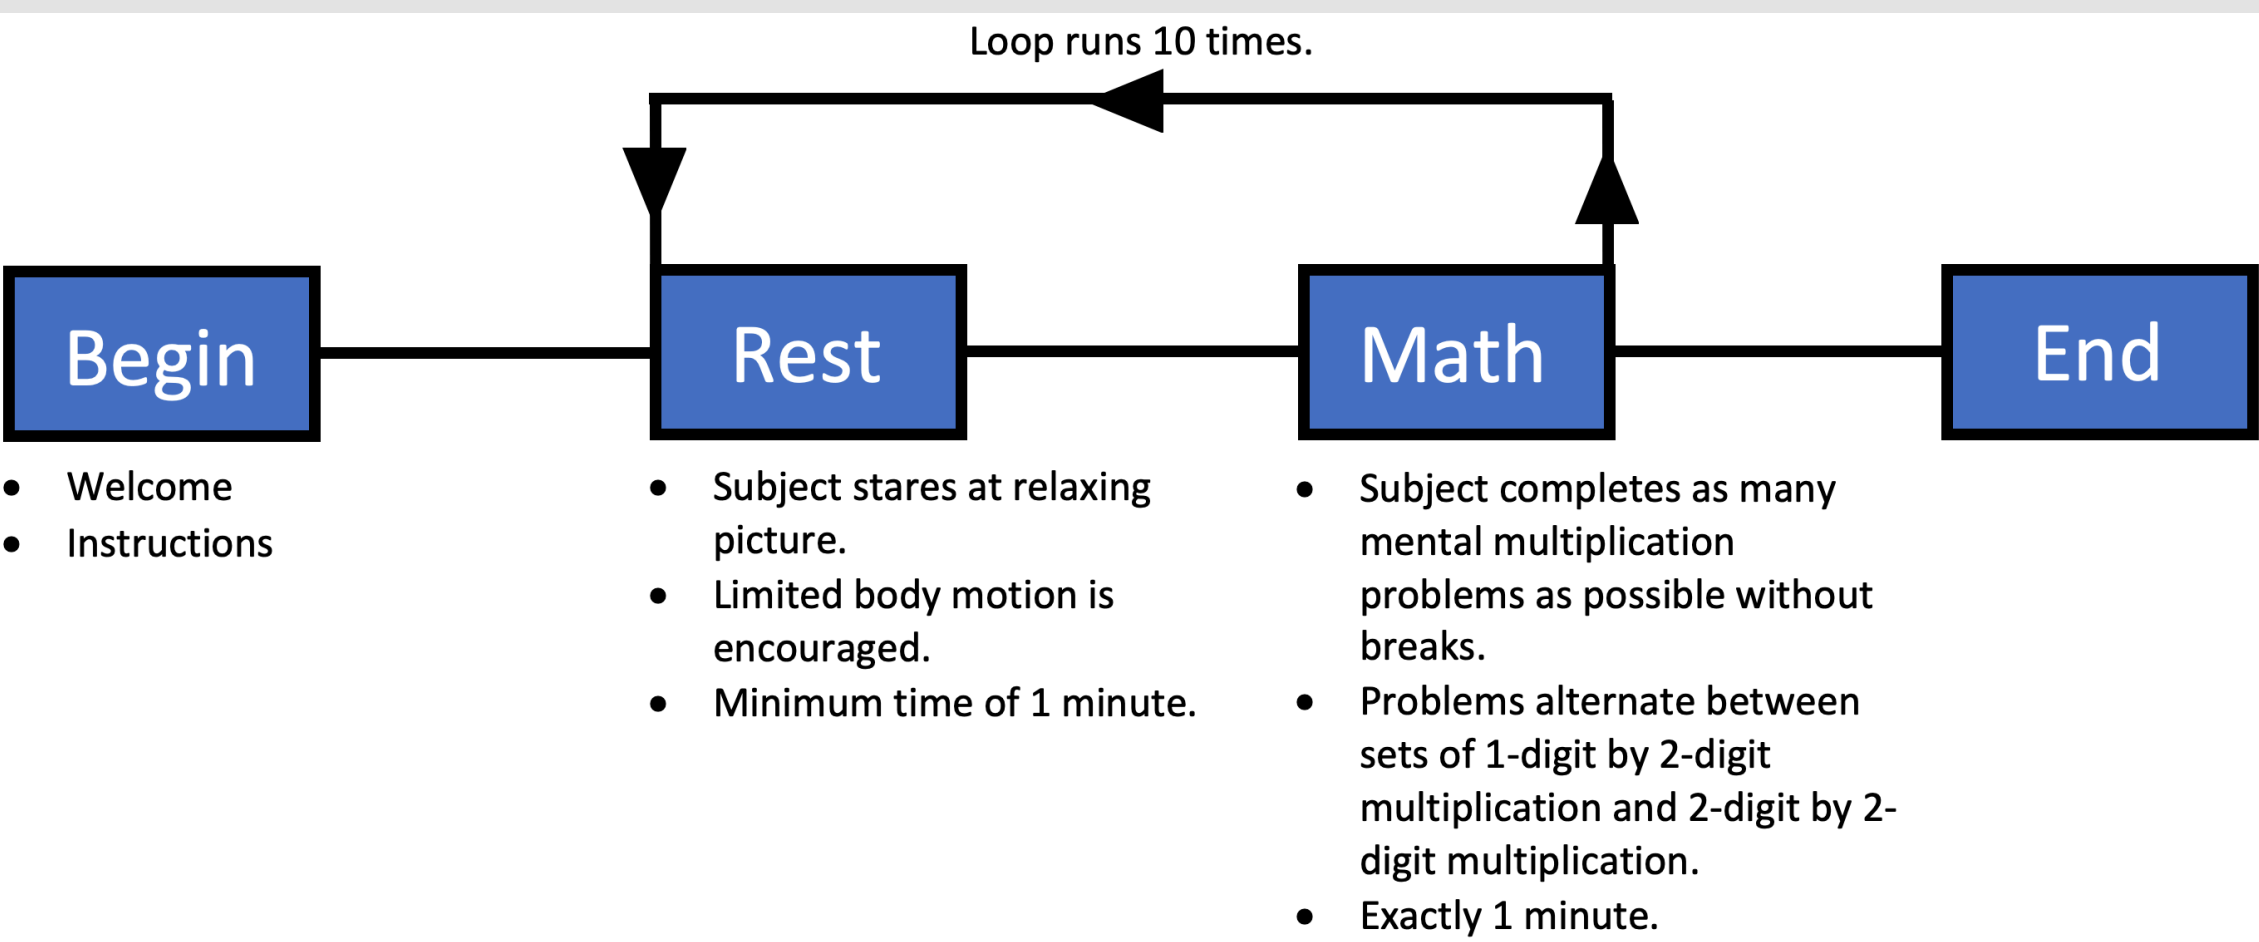 Loop runs 10 times.
Begin
Rest
Math
End
• Welcome
• Instructions
• Subject stares at relaxing
picture.
• Limited body motion is
encouraged.
• Minimum time of 1 minute.
• Subject completes as many
mental multiplication
problems as possible without
breaks.
• Problems alternate between
sets of 1-digit by 2-digit
multiplication and 2-digit by 2-
digit multiplication.
• Exactly 1 minute.